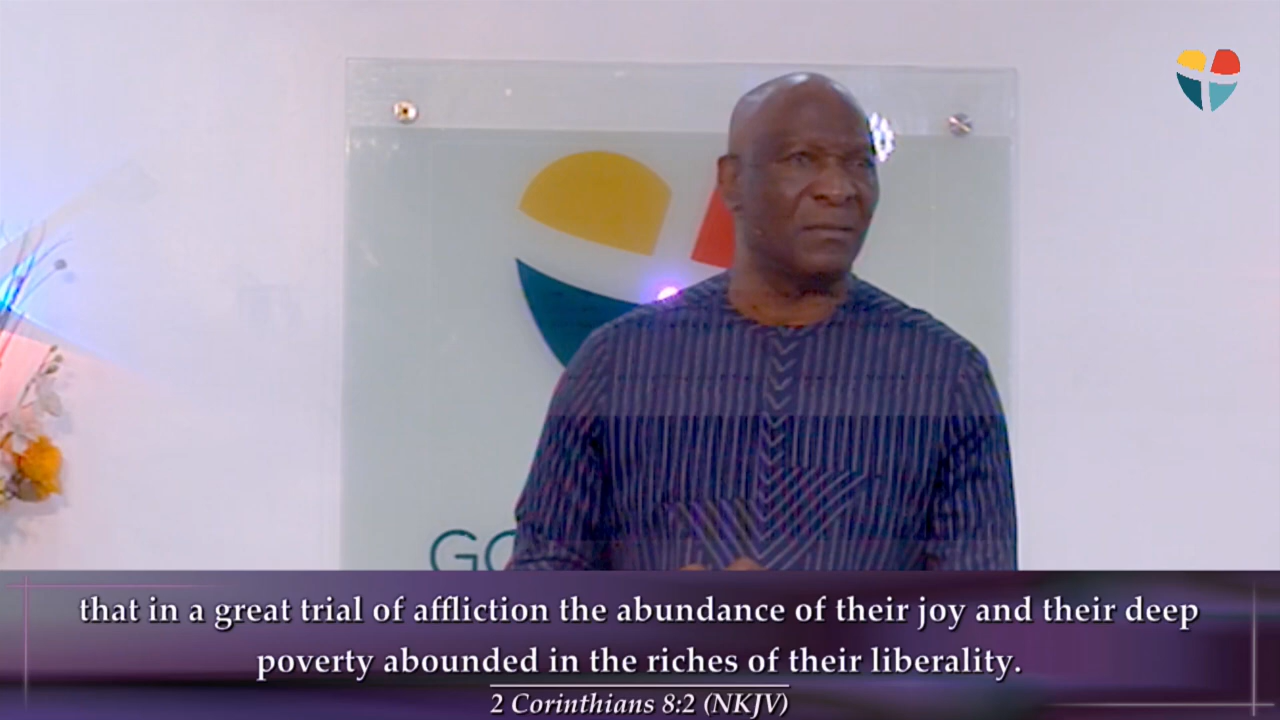 GO
that in a great trial of affliction the abundance of their joy and their deep
poverty abounded in the riches of their liberality.
2 Corinthians 8:2 (NKJV)